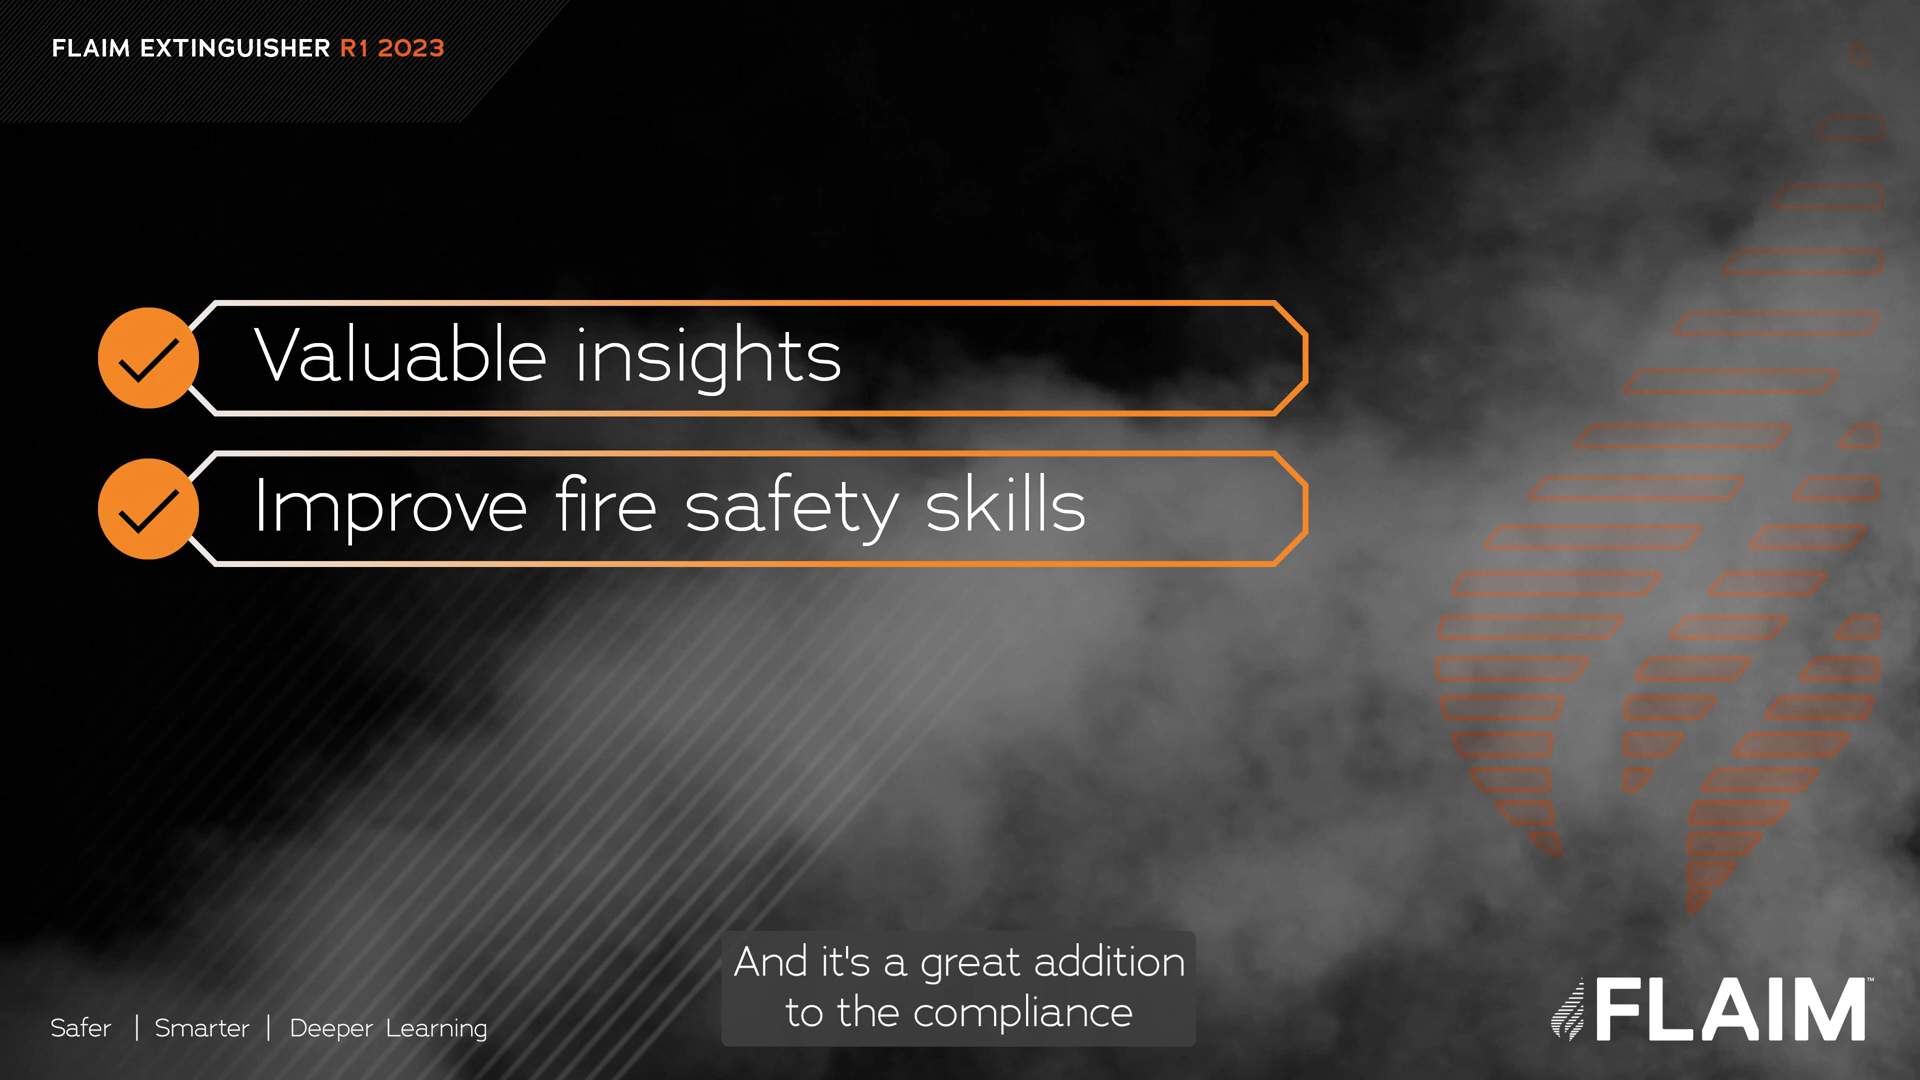 FLAIM EXTINGUISHER R1 2023
Valuable insights
Improve fire safety skills
And it's a great addition
to the compliance
Safer | Smarter | Deeper Learning
FLAIM™